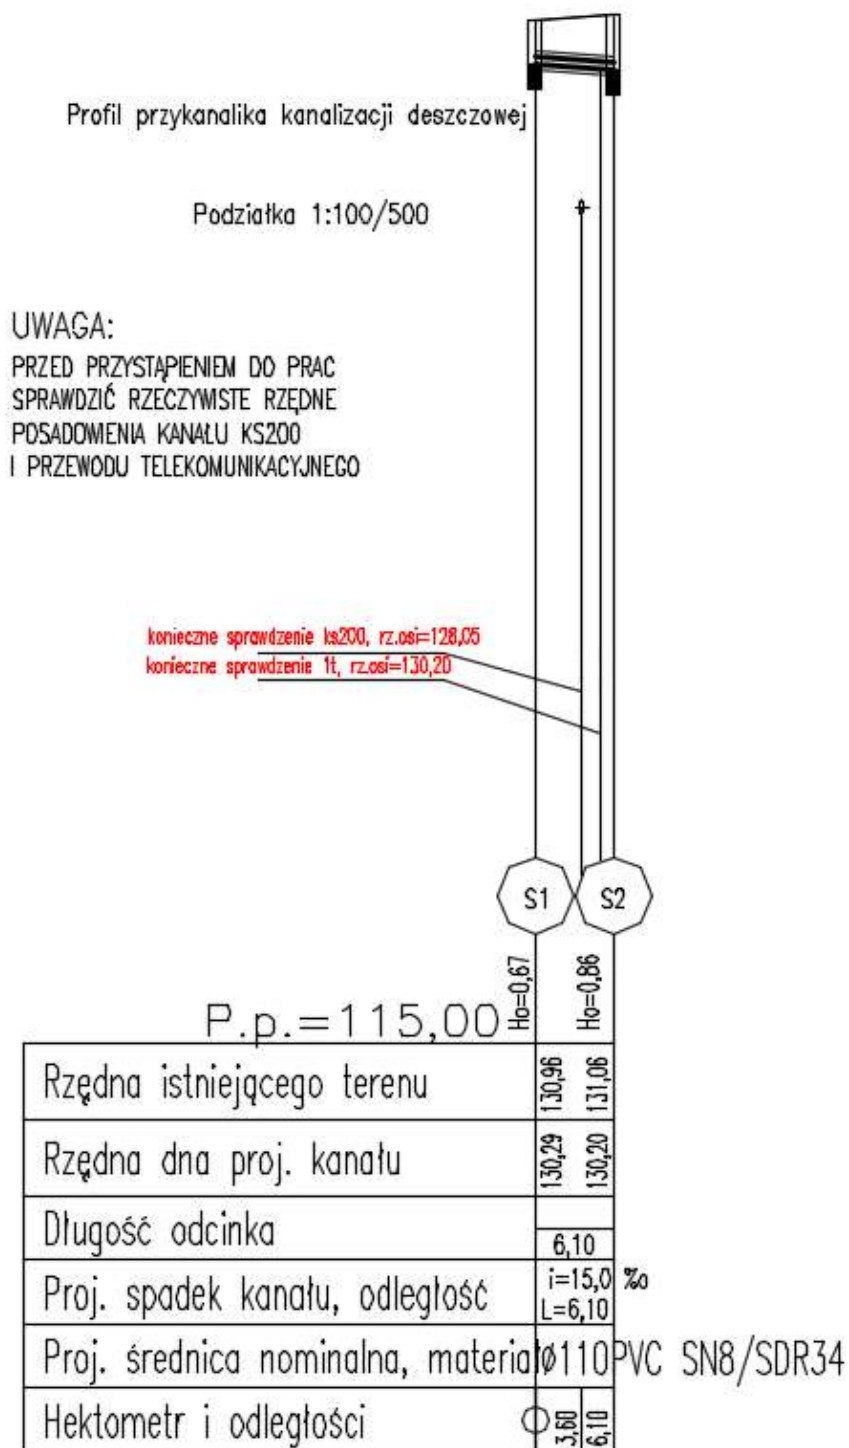 Profil przykanalika kanalizacji deszczowej
Podziałka 1:100/500
UWAGA:
PRZED PRZYSTĄPIENIEM DO PRAC
SPRAWDZIĆ RZECZYWISTE RZĘDNE
POSADOWIENIA KANAŁU KS200
I PRZEWODU TELEKOMUNIKACYJNEGO
konieczne sprawdzenie ks200, rz.osi=128,05
konieczne sprawdzenie 1t, rz.osi=130,20
S1 S2
Ho=0,67 Ho=0,86
P.p.=115,00
Rzędna istniejącego terenu 130,96 131,06
Rzędna dna proj. kanału 130,29 130,20
Długość odcinka 6,10
Proj. spadek kanału, odległość i=15,0 ‰
L=6,10
Proj. średnica nominalna, materiał ø110PVC SN8/SDR34
Hektometr i odległości 3,60 6,10